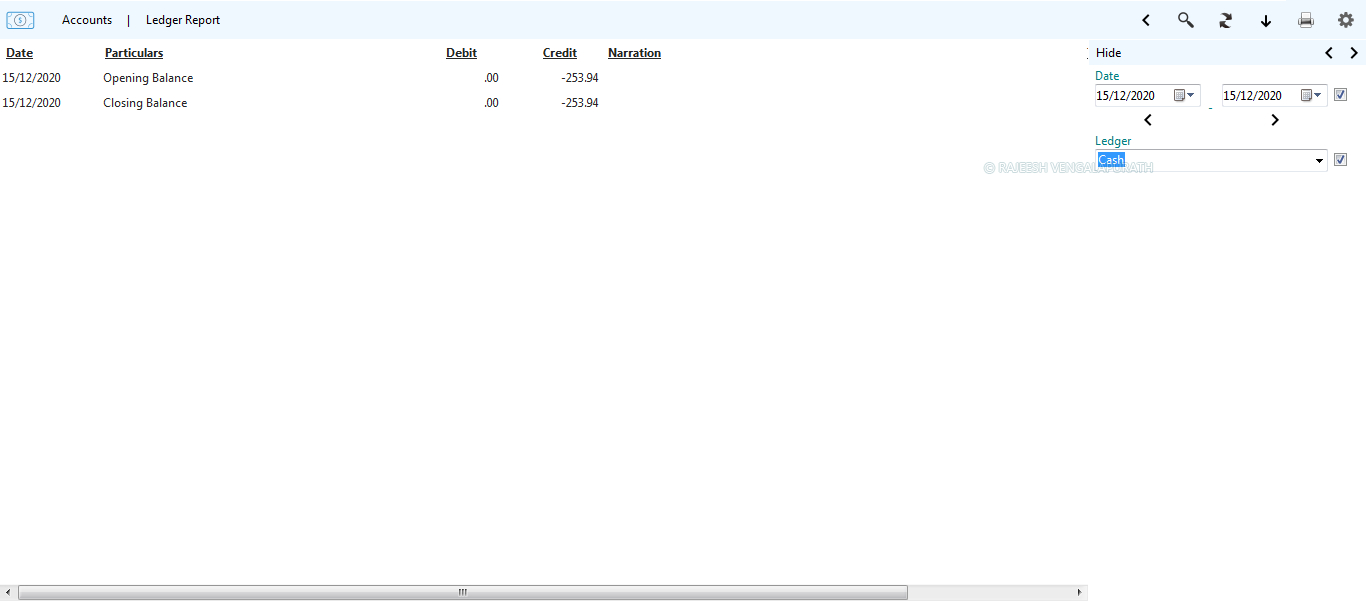 Accounts | Ledger Report
Date Particulars Debit Credit Narration
15/12/2020 Opening Balance .00 -253.94
15/12/2020 Closing Balance .00 -253.94
Hide
Date
15/12/2020 - 15/12/2020
Ledger
Cash
© RAJEESH VENGALAPURATH